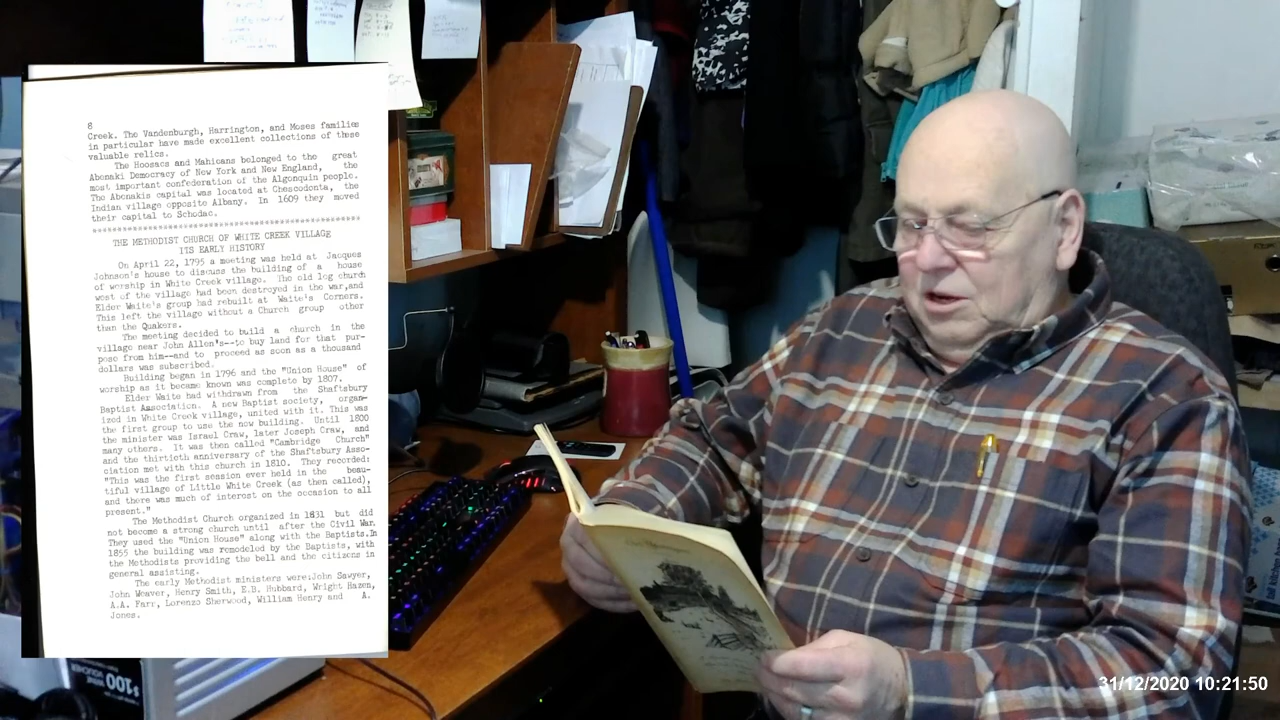 8
Creek. The Vandenburgh, Harrington, and Moses families
in particular have made excellent collections of these
valuable relics.
The Hoosacs and Mahicans belonged to the great
Abonaki Democracy of New York and New England, the
most important confederation of the Algonquin people.
The Abonakis capital was located at Chescodonta, the
Indian village opposite Albany. In 1609 they moved
their capital to Schodac.
THE METHODIST CHURCH OF WHITE CREEK VILLAGE
ITS EARLY HISTORY
On April 22, 1795 a meeting was held at Jacques
Johnson's house to discuss the building of a house
of worship in White Creek village. The old log church
west of the village had been destroyed in the war,and
Elder Waite's group had rebuilt at Waite's Corners.
This left the village without a Church group other
than the Quakers.
The meeting decided to build a church in the
village near John Allen's--to buy land for that pur-
pose from him--and to proceed as soon as a thousand
dollars was subscribed.
Building began in 1796 and the "Union House" of
worship as it became known was complete by 1807.
Elder Waite had withdrawn from the Shaftsbury
Baptist Association. A new Baptist society, organ-
ized in White Creek village, united with it. This was
the first group to use the now building. Until 1800
the minister was Israel Craw, later Joseph Craw, and
many others. It was then called "Cambridge Church"
and the thirtieth anniversary of the Shaftsbury Asso-
ciation met with this church in 1810. They recorded:
"This was the first session ever held in the beau-
tiful village of Little White Creek (as then called),
and there was much of interest on the occasion to all
present."
The Methodist Church organized in 1831 but did
not become a strong church until after the Civil War.
They used the "Union House" along with the Baptists.In
1855 the building was remodeled by the Baptists, with
the Methodists providing the bell and the citizens in
general assisting.
The early Methodist ministers were:John Sawyer,
John Weaver, Henry Smith, E.B. Hubbard, Wright Hazen,
A.A. Farr, Lorenzo Sherwood, William Henry and A.
Jones.
$100
VOUCHER
31/12/2020 10:21:50